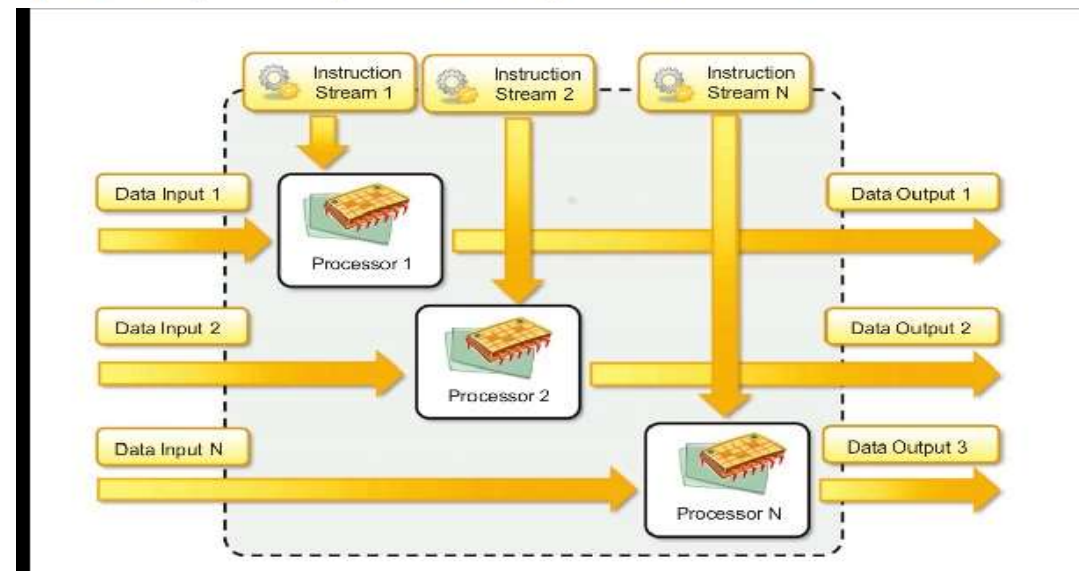 Instruction
Stream 1
Instruction
Stream 2
Instruction
Stream N
Data Input 1
Data Output 1
Processor 1
Data Input 2
Data Output 2
Processor 2
Data Input N
Data Output 3
Processor N